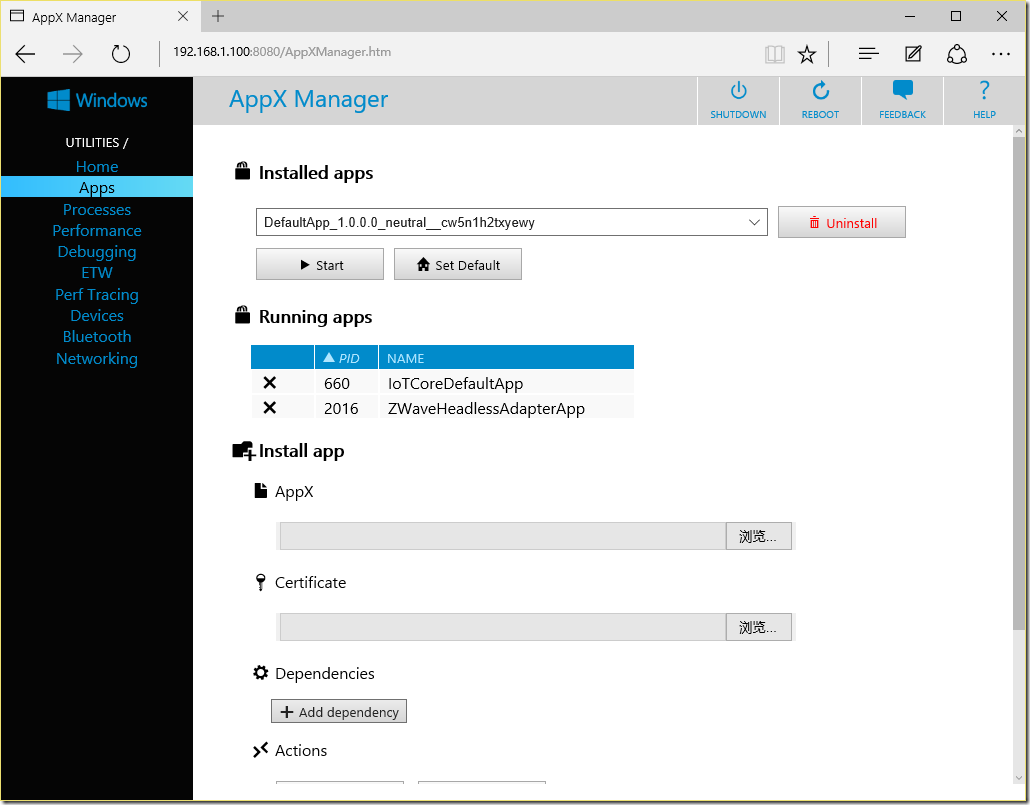 AppX Manager
192.168.1.100:8080/AppXManager.htm
Windows
AppX Manager
SHUTDOWN
REBOOT
FEEDBACK
HELP
UTILITIES /
Home
Apps
Processes
Performance
Debugging
ETW
Perf Tracing
Devices
Bluetooth
Networking
Installed apps
DefaultApp_1.0.0.0_neutral__cw5n1h2txyewy
Uninstall
Start
Set Default
Running apps
PID NAME
660 IoTCoreDefaultApp
2016 ZWaveHeadlessAdapterApp
Install app
AppX
浏览...
Certificate
浏览...
Dependencies
Add dependency
Actions